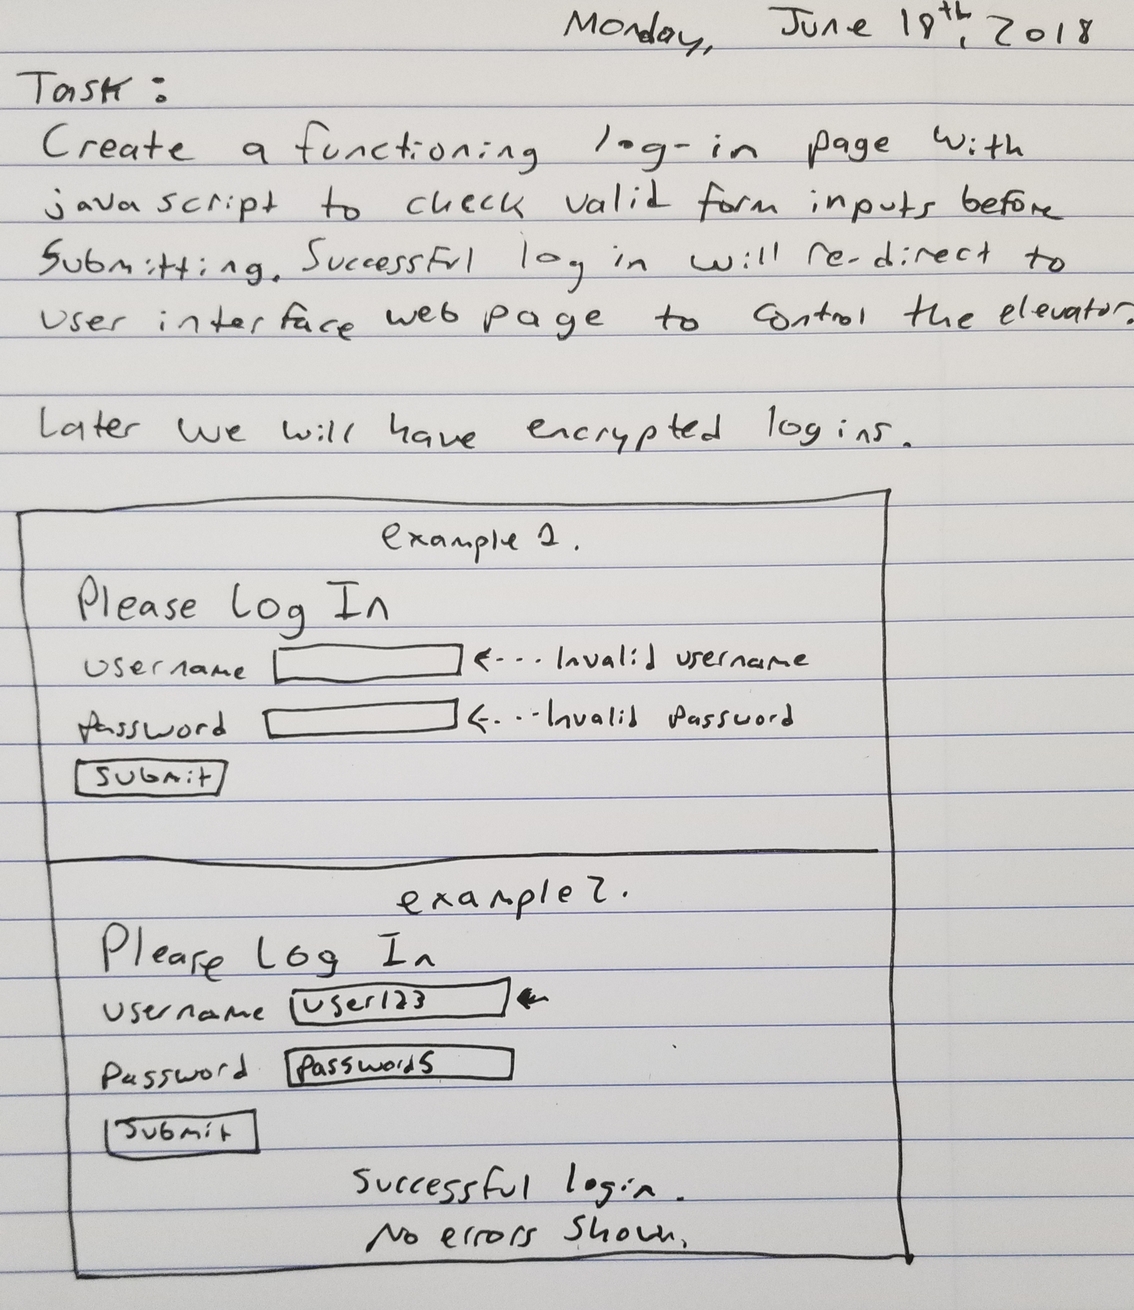 Monday, June 18th, 2018
Task:
Create a functioning log-in page with
javascript to check valid form inputs before
Submitting. Successful log in will re-direct to
user interface web page to control the elevator.
Later we will have encrypted logins.
example 1.
Please Log In
username <--- Invalid username
Password <--- Invalid Password
Submit
example 2.
Please Log In
username user123
Password Password5
Submit
Successful login.
No errors shown.